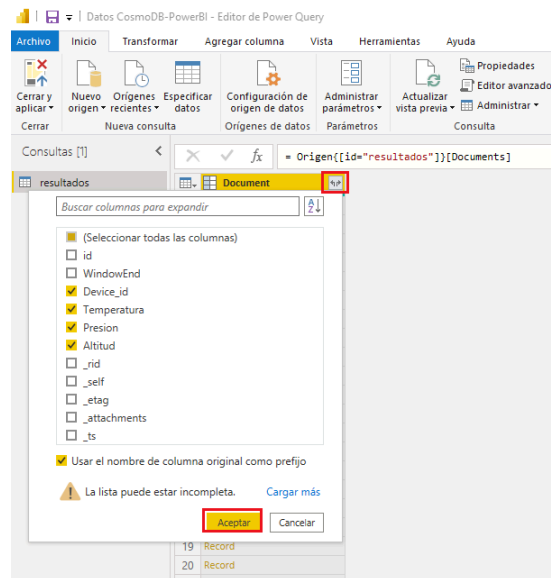 Datos CosmoDB-PowerBI - Editor de Power Query
Archivo Inicio Transformar Agregar columna Vista Herramientas Ayuda
Cerrar y aplicar
Nuevo origen
Orígenes recientes
Especificar datos
Configuración de origen de datos
Administrar parámetros
Actualizar vista previa
Propiedades
Editor avanzado
Administrar
Cerrar Nueva consulta Orígenes de datos Parámetros Consulta
Consultas [1]
fx = Origen{[id="resultados"]}[Documents]
resultados
Document
Buscar columnas para expandir
(Seleccionar todas las columnas)
id
WindowEnd
Device_id
Temperatura
Presion
Altitud
_rid
_self
_etag
_attachments
_ts
Usar el nombre de columna original como prefijo
La lista puede estar incompleta. Cargar más
Aceptar Cancelar
19 Record
20 Record